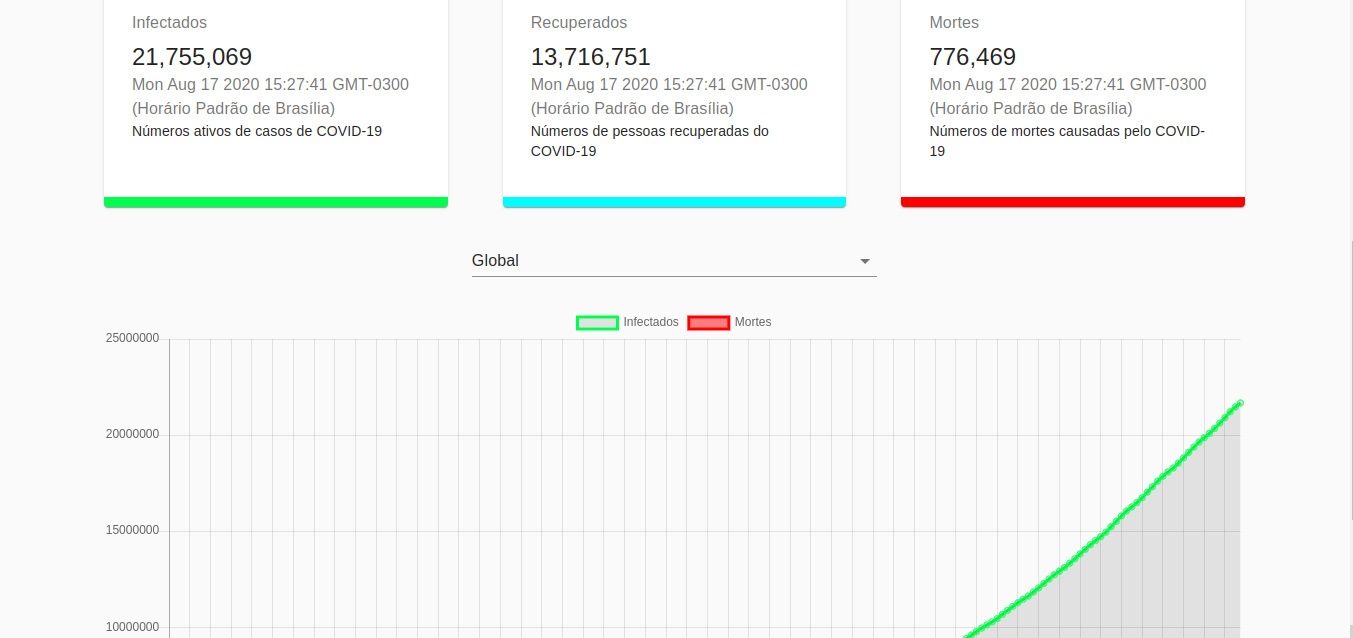 Infectados
21,755,069
Mon Aug 17 2020 15:27:41 GMT-0300
(Horário Padrão de Brasília)
Números ativos de casos de COVID-19
Recuperados
13,716,751
Mon Aug 17 2020 15:27:41 GMT-0300
(Horário Padrão de Brasília)
Números de pessoas recuperadas do
COVID-19
Mortes
776,469
Mon Aug 17 2020 15:27:41 GMT-0300
(Horário Padrão de Brasília)
Números de mortes causadas pelo COVID-
19
Global
Infectados Mortes
25000000
20000000
15000000
10000000